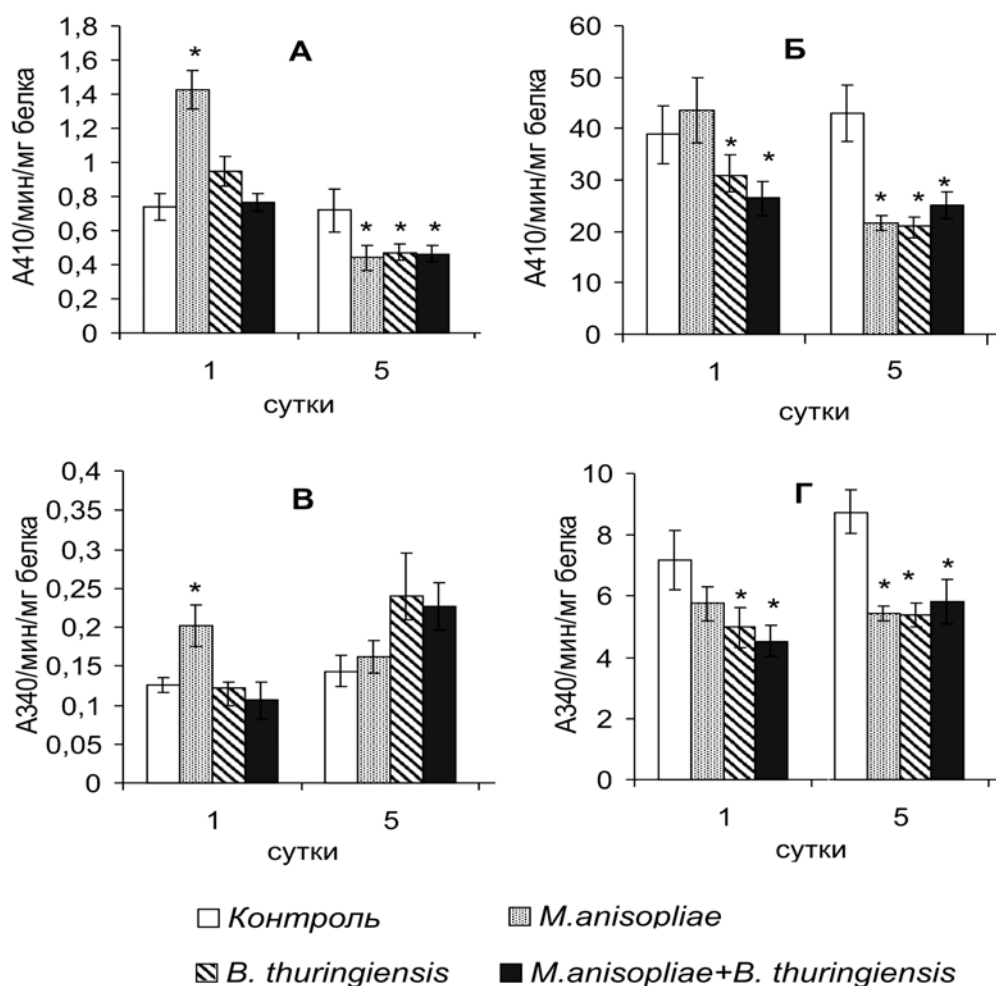 А
А410/мин/мг белка
1,8
1,6
1,4
1,2
1
0,8
0,6
0,4
0,2
0
*
* * *
1 5
сутки
Б
А410/мин/мг белка
60
50
40
30
20
10
0
* *
* * *
1 5
сутки
В
А340/мин/мг белка
0,4
0,35
0,3
0,25
0,2
0,15
0,1
0,05
0
*
1 5
сутки
Г
А340/мин/мг белка
10
8
6
4
2
0
* *
* * *
1 5
сутки
Контроль
M.anisopliae
B. thuringiensis
M.anisopliae+B. thuringiensis